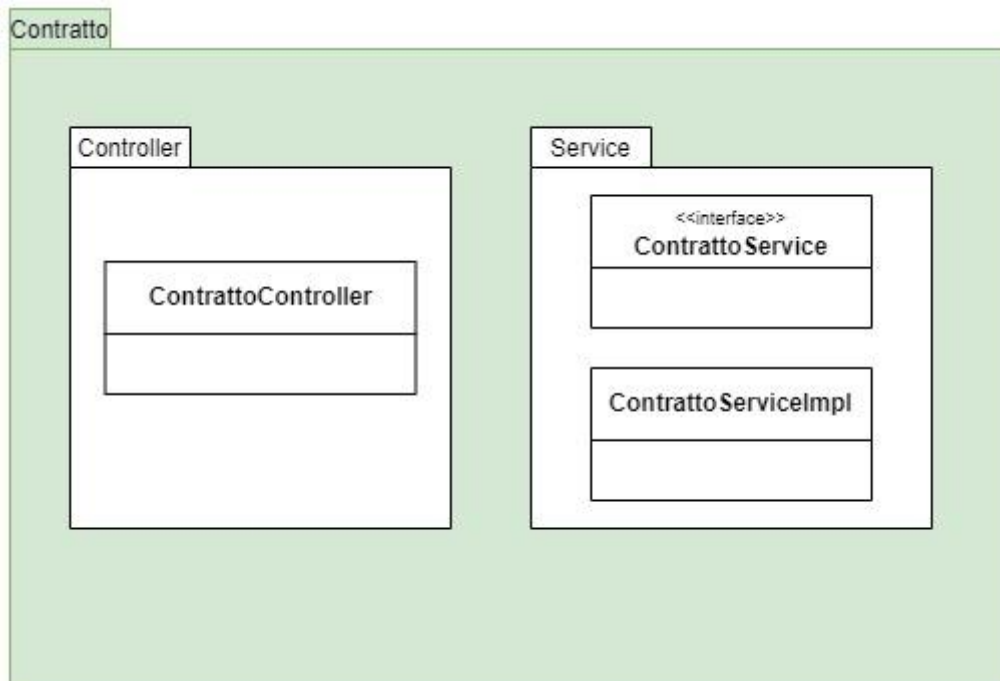 Contratto
Controller
ContrattoController
Service
<<interface>>
ContrattoService
ContrattoServiceImpl